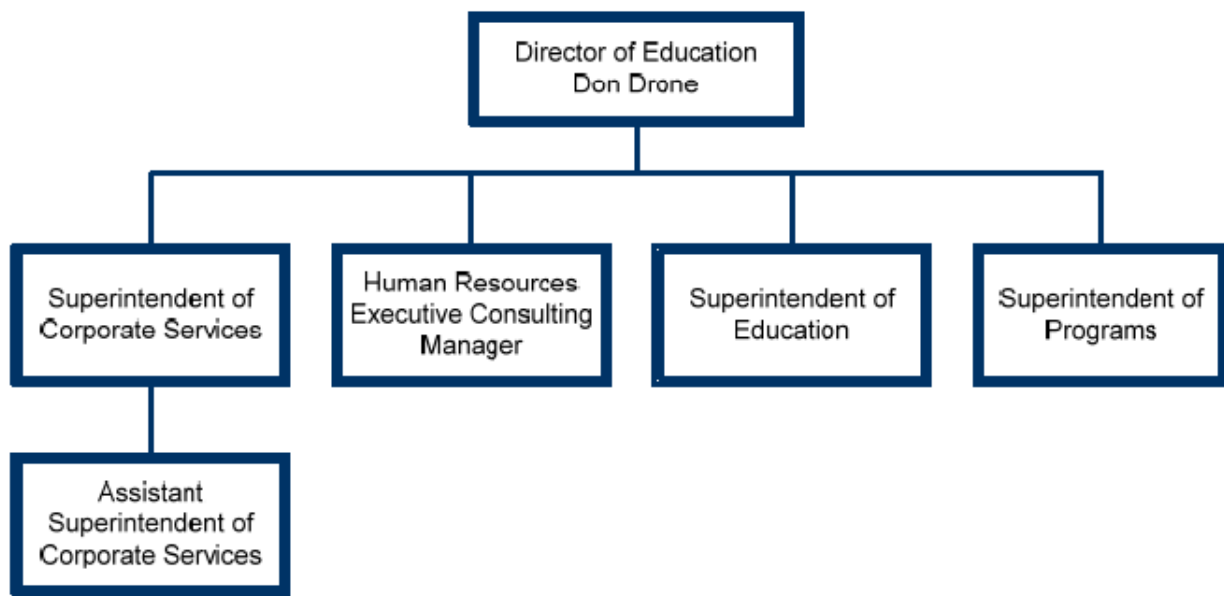 Director of Education
Don Drone
Superintendent of
Corporate Services
Human Resources
Executive Consulting
Manager
Superintendent of
Education
Superintendent of
Programs
Assistant
Superintendent of
Corporate Services